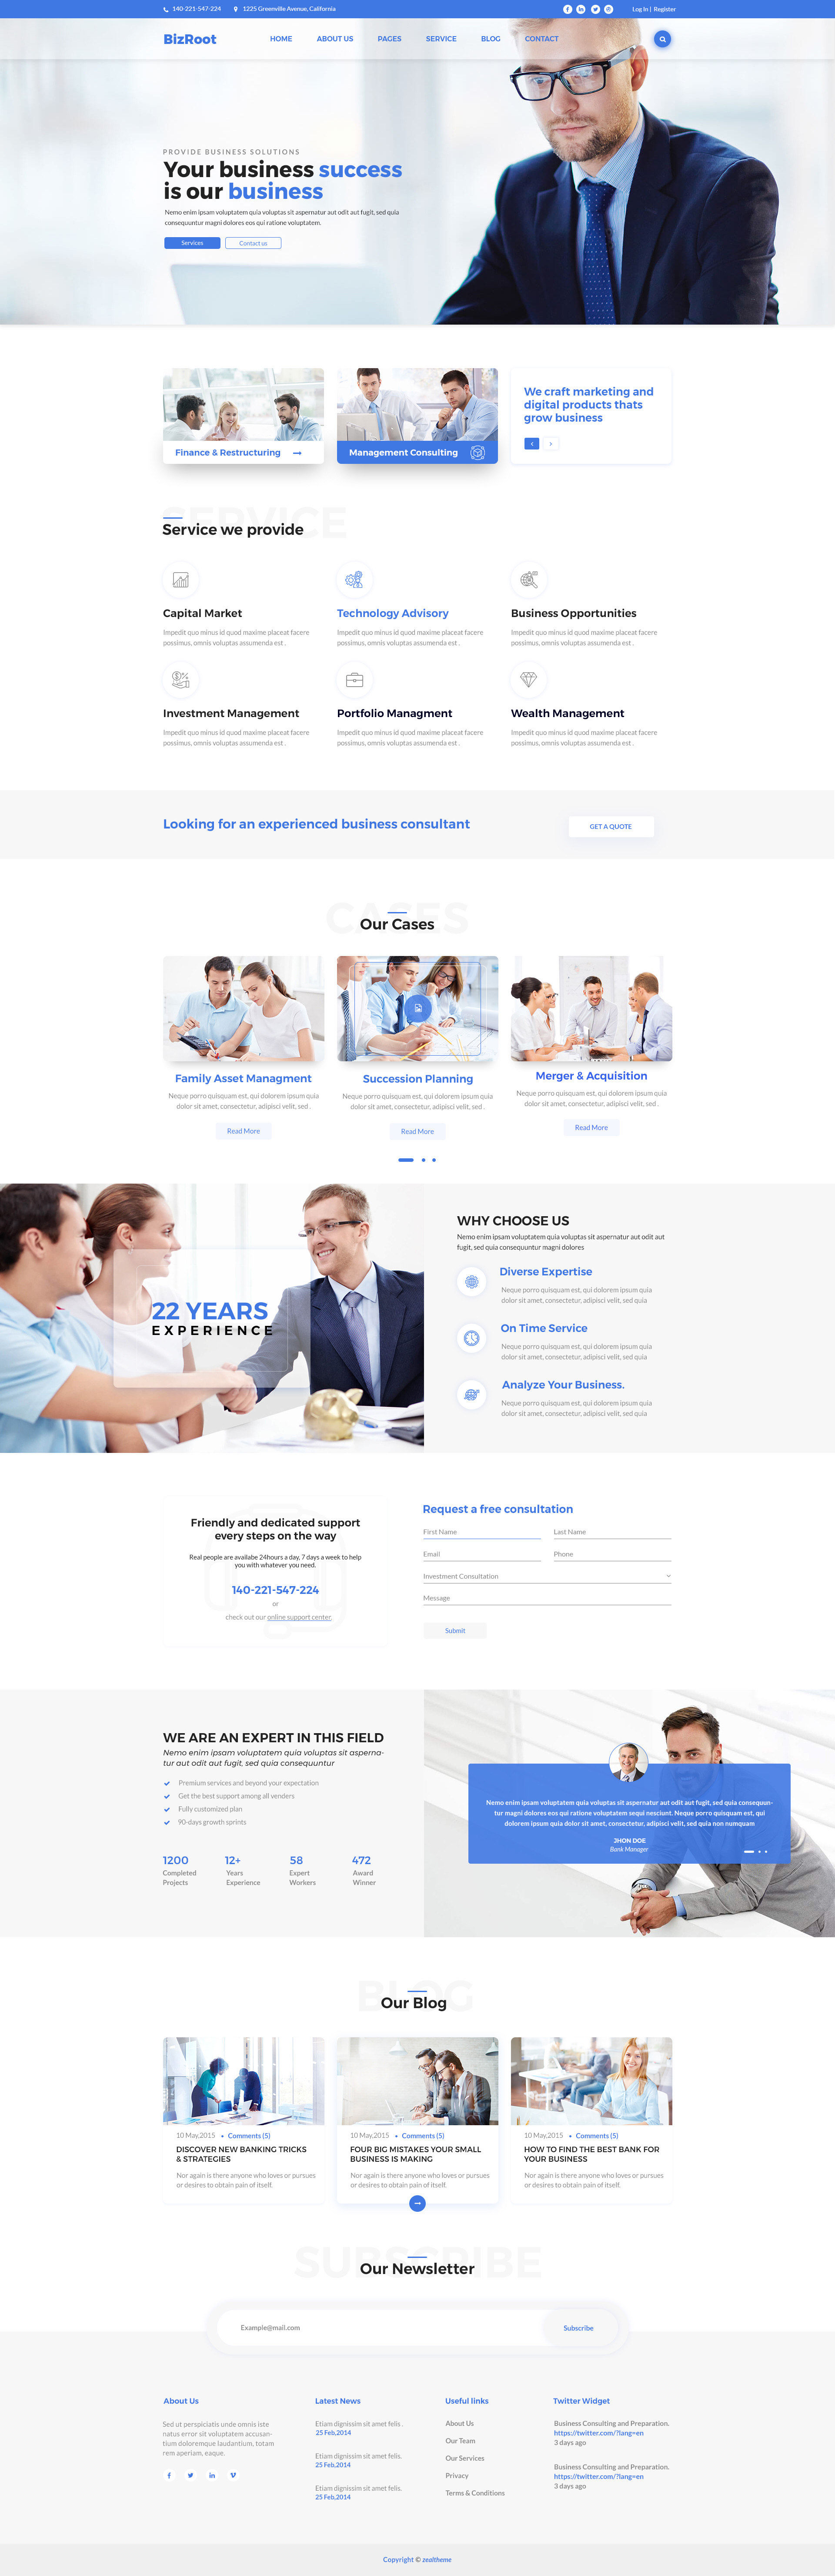 140-221-547-224
1225 Greenville Avenue, California
Log In | Register
BizRoot
HOME
ABOUT US
PAGES
SERVICE
BLOG
CONTACT
PROVIDE BUSINESS SOLUTIONS
Your business success
is our business
Nemo enim ipsam voluptatem quia voluptas sit aspernatur aut odit aut fugit, sed quia
consequuntur magni dolores eos qui ratione voluptatem.
Services
Contact us
Finance & Restructuring
Management Consulting
We craft marketing and
digital products thats
grow business
SERVICE
Service we provide
Capital Market
Impedit quo minus id quod maxime placeat facere
possimus, omnis voluptas assumenda est .
Technology Advisory
Impedit quo minus id quod maxime placeat facere
possimus, omnis voluptas assumenda est .
Business Opportunities
Impedit quo minus id quod maxime placeat facere
possimus, omnis voluptas assumenda est .
Investment Management
Impedit quo minus id quod maxime placeat facere
possimus, omnis voluptas assumenda est .
Portfolio Managment
Impedit quo minus id quod maxime placeat facere
possimus, omnis voluptas assumenda est .
Wealth Management
Impedit quo minus id quod maxime placeat facere
possimus, omnis voluptas assumenda est .
Looking for an experienced business consultant
GET A QUOTE
CASES
Our Cases
Family Asset Managment
Neque porro quisquam est, qui dolorem ipsum quia
dolor sit amet, consectetur, adipisci velit, sed .
Read More
Succession Planning
Neque porro quisquam est, qui dolorem ipsum quia
dolor sit amet, consectetur, adipisci velit, sed .
Read More
Merger & Acquisition
Neque porro quisquam est, qui dolorem ipsum quia
dolor sit amet, consectetur, adipisci velit, sed .
Read More
22 YEARS
EXPERIENCE
WHY CHOOSE US
Nemo enim ipsam voluptatem quia voluptas sit aspernatur aut odit aut
fugit, sed quia consequuntur magni dolores
Diverse Expertise
Neque porro quisquam est, qui dolorem ipsum quia
dolor sit amet, consectetur, adipisci velit, sed quia
On Time Service
Neque porro quisquam est, qui dolorem ipsum quia
dolor sit amet, consectetur, adipisci velit, sed quia
Analyze Your Business.
Neque porro quisquam est, qui dolorem ipsum quia
dolor sit amet, consectetur, adipisci velit, sed quia
Friendly and dedicated support
every steps on the way
Real people are availabe 24hours a day, 7 days a week to help
you with whatever you need.
140-221-547-224
or
check out our online support center.
Request a free consultation
First Name
Last Name
Email
Phone
Investment Consultation
Message
Submit
WE ARE AN EXPERT IN THIS FIELD
Nemo enim ipsam voluptatem quia voluptas sit asperna-
tur aut odit aut fugit, sed quia consequuntur
Premium services and beyond your expectation
Get the best support among all venders
Fully customized plan
90-days growth sprints
1200
Completed
Projects
12+
Years
Experience
58
Expert
Workers
472
Award
Winner
Nemo enim ipsam voluptatem quia voluptas sit aspernatur aut odit aut fugit, sed quia consequun-
tur magni dolores eos qui ratione voluptatem sequi nesciunt. Neque porro quisquam est, qui
dolorem ipsum quia dolor sit amet, consectetur, adipisci velit, sed quia non numquam
JHON DOE
Bank Manager
BLOG
Our Blog
10 May,2015
Comments (5)
DISCOVER NEW BANKING TRICKS
& STRATEGIES
Nor again is there anyone who loves or pursues
or desires to obtain pain of itself.
10 May,2015
Comments (5)
FOUR BIG MISTAKES YOUR SMALL
BUSINESS IS MAKING
Nor again is there anyone who loves or pursues
or desires to obtain pain of itself.
10 May,2015
Comments (5)
HOW TO FIND THE BEST BANK FOR
YOUR BUSINESS
Nor again is there anyone who loves or pursues
or desires to obtain pain of itself.
SUBSCRIBE
Our Newsletter
Example@mail.com
Subscribe
About Us
Sed ut perspiciatis unde omnis iste
natus error sit voluptatem accusan-
tium doloremque laudantium, totam
rem aperiam, eaque.
Latest News
Etiam dignissim sit amet felis .
25 Feb,2014
Etiam dignissim sit amet felis.
25 Feb,2014
Etiam dignissim sit amet felis.
25 Feb,2014
Useful links
About Us
Our Team
Our Services
Privacy
Terms & Conditions
Twitter Widget
Business Consulting and Preparation.
https://twitter.com/?lang=en
3 days ago
Business Consulting and Preparation.
https://twitter.com/?lang=en
3 days ago
Copyright © zealtheme